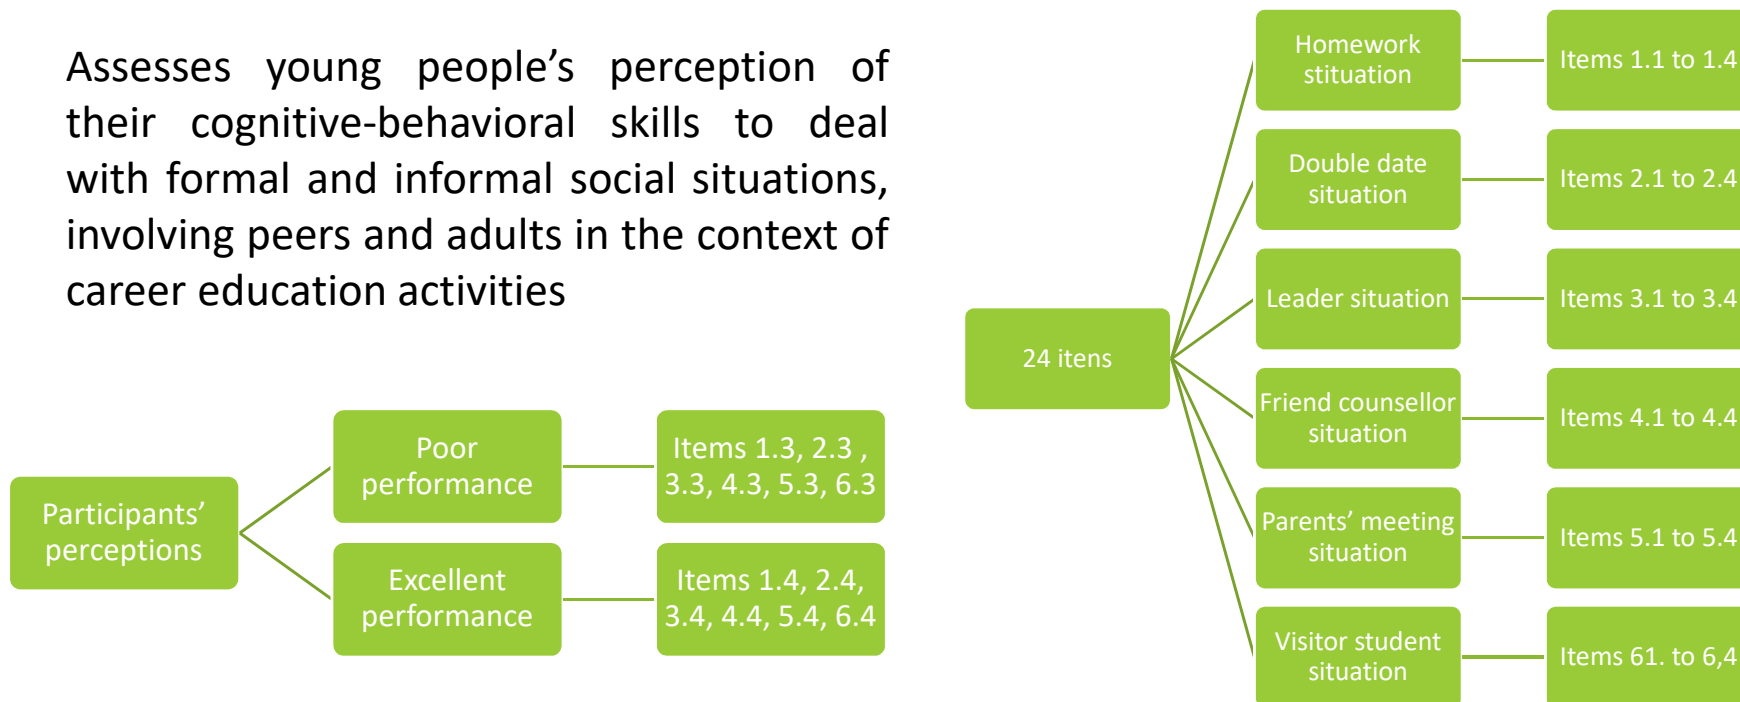 Assesses young people’s perception of
their cognitive-behavioral skills to deal
with formal and informal social situations,
involving peers and adults in the context of
career education activities
Participants’
perceptions
Poor
performance
Items 1.3, 2.3 ,
3.3, 4.3, 5.3, 6.3
Excellent
performance
Items 1.4, 2.4,
3.4, 4.4, 5.4, 6.4
24 itens
Homework
stituation
Items 1.1 to 1.4
Double date
situation
Items 2.1 to 2.4
Leader situation
Items 3.1 to 3.4
Friend counsellor
situation
Items 4.1 to 4.4
Parents’ meeting
situation
Items 5.1 to 5.4
Visitor student
situation
Items 61. to 6,4